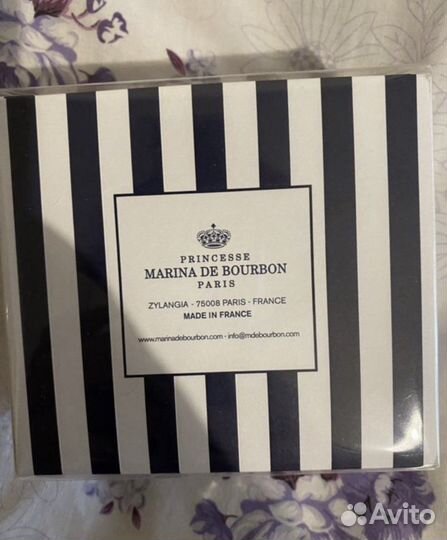 PRINCESSE
MARINA DE BOURBON
PARIS
ZYLANGIA - 75008 PARIS - FRANCE
MADE IN FRANCE
www.marinadebourbon.com - info@mdebourbon.com
Avito